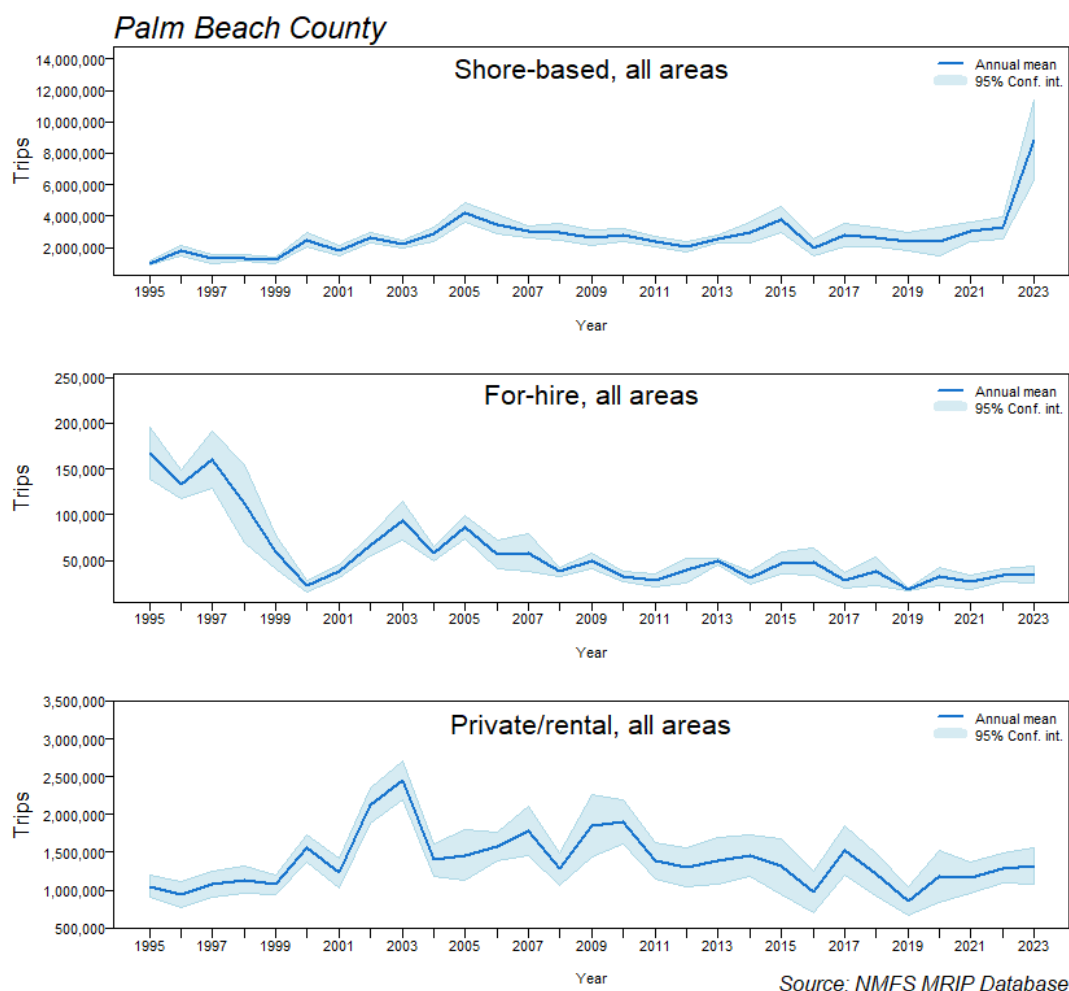 Palm Beach County
Shore-based, all areas
Annual mean
95% Conf. int.
14,000,000
12,000,000
10,000,000
8,000,000
6,000,000
4,000,000
2,000,000
Trips
1995 1997 1999 2001 2003 2005 2007 2009 2011 2013 2015 2017 2019 2021 2023
Year
For-hire, all areas
Annual mean
95% Conf. int.
250,000
200,000
150,000
100,000
50,000
Trips
1995 1997 1999 2001 2003 2005 2007 2009 2011 2013 2015 2017 2019 2021 2023
Year
Private/rental, all areas
Annual mean
95% Conf. int.
3,500,000
3,000,000
2,500,000
2,000,000
1,500,000
1,000,000
500,000
Trips
1995 1997 1999 2001 2003 2005 2007 2009 2011 2013 2015 2017 2019 2021 2023
Year
Source: NMFS MRIP Database